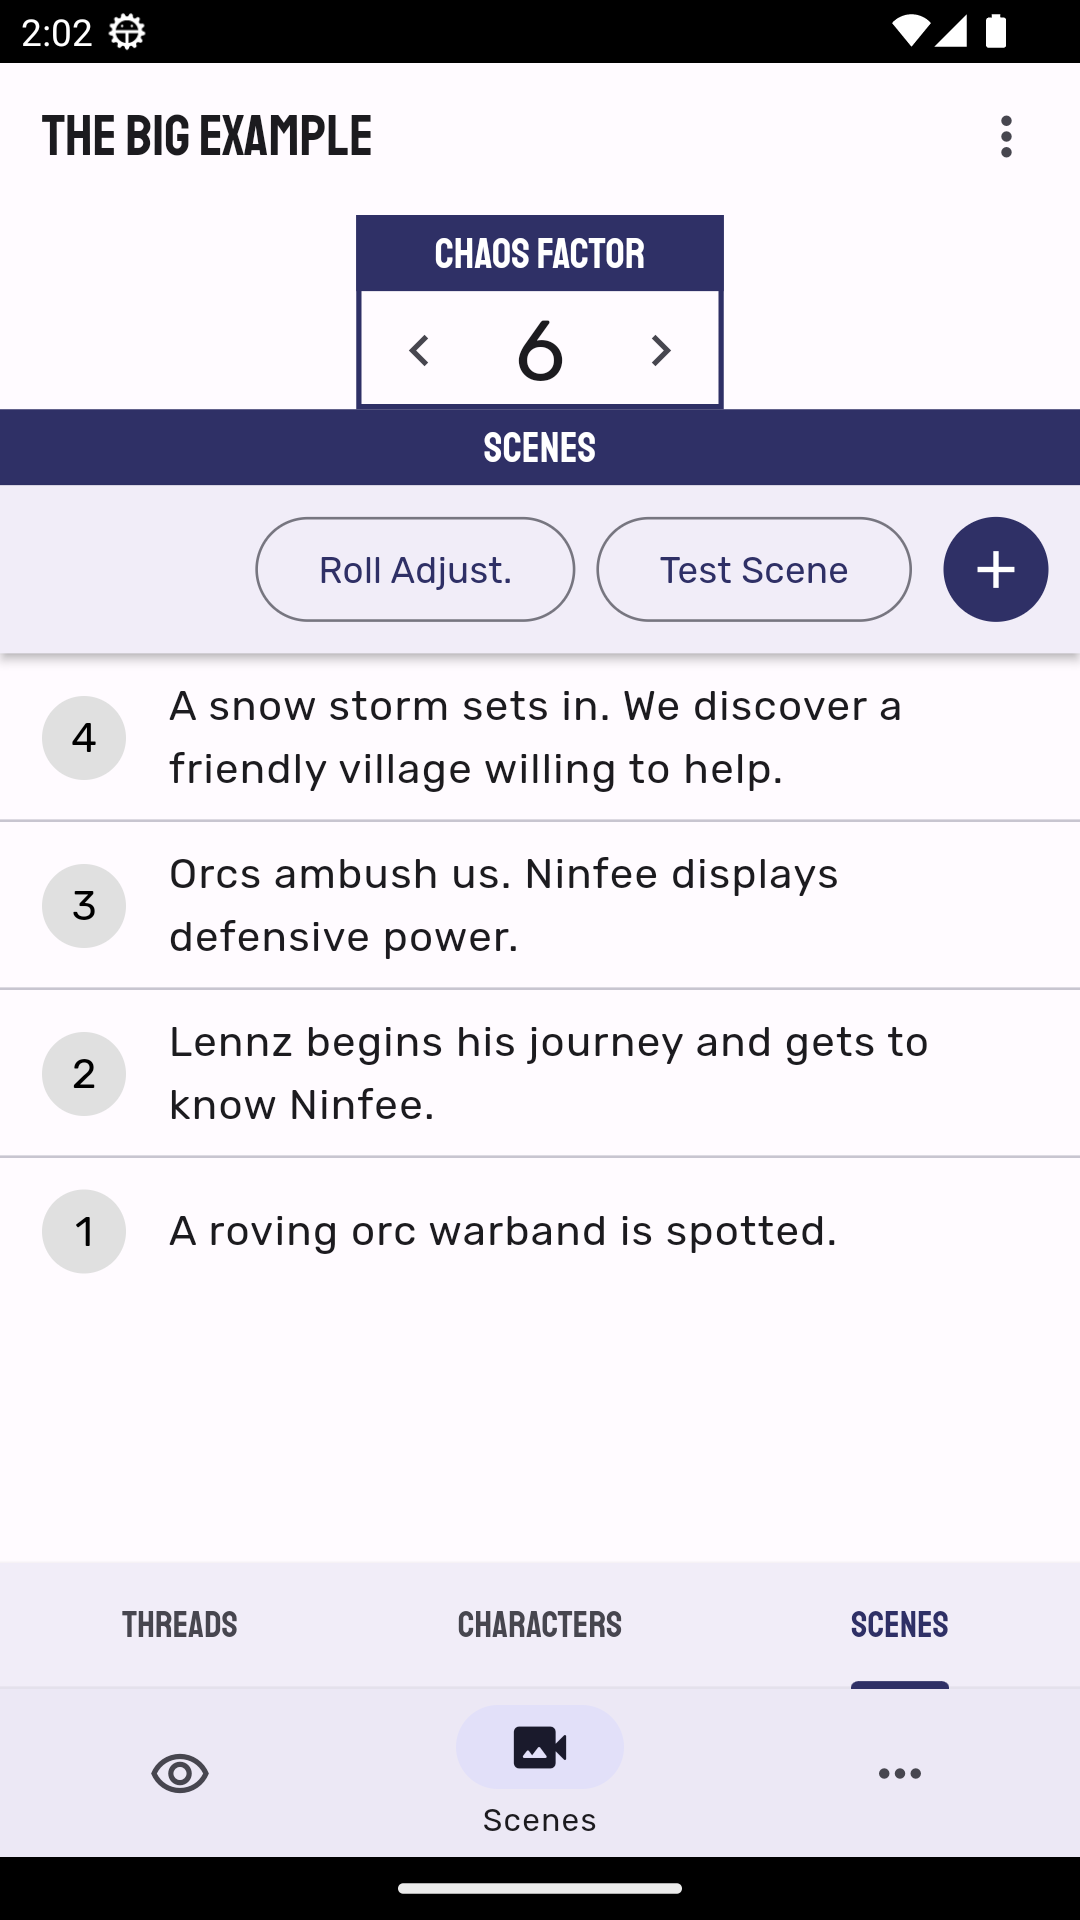 2:02
THE BIG EXAMPLE
CHAOS FACTOR
6
SCENES
Roll Adjust.
Test Scene
4
A snow storm sets in. We discover a
friendly village willing to help.
3
Orcs ambush us. Ninfee displays
defensive power.
2
Lennz begins his journey and gets to
know Ninfee.
1
A roving orc warband is spotted.
THREADS
CHARACTERS
SCENES
Scenes